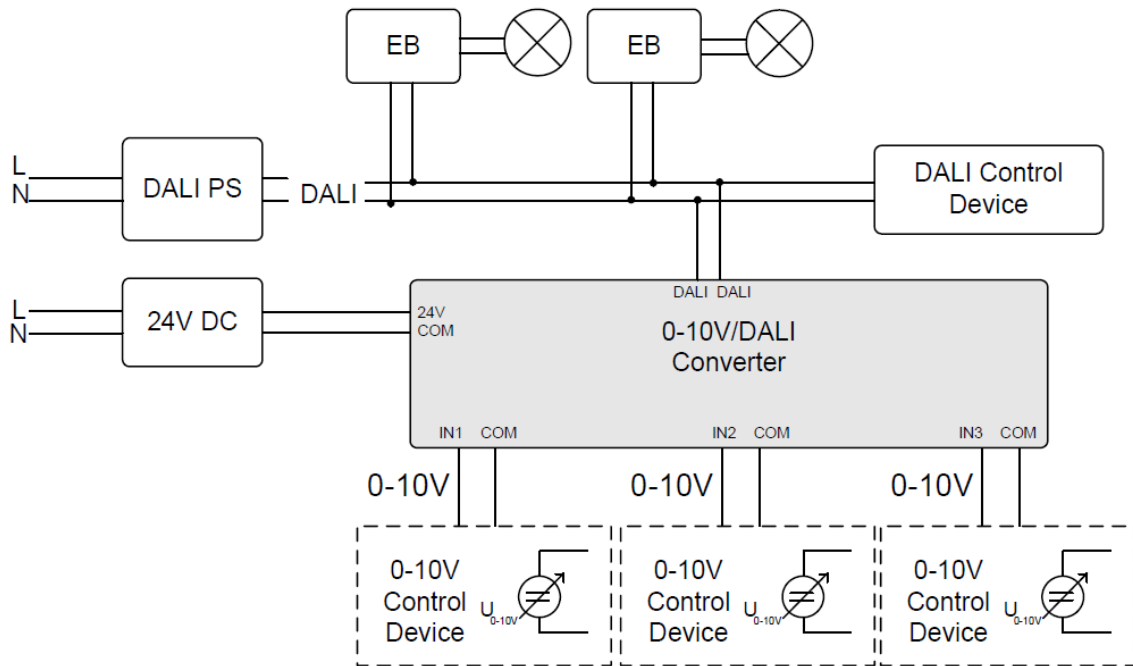 EB
EB
L
N
DALI PS
DALI
DALI Control
Device
L
N
24V DC
24V
COM
DALI DALI
0-10V/DALI
Converter
IN1 COM
IN2 COM
IN3 COM
0-10V
0-10V
0-10V
0-10V
Control
Device
U0-10V
0-10V
Control
Device
U0-10V
0-10V
Control
Device
U0-10V